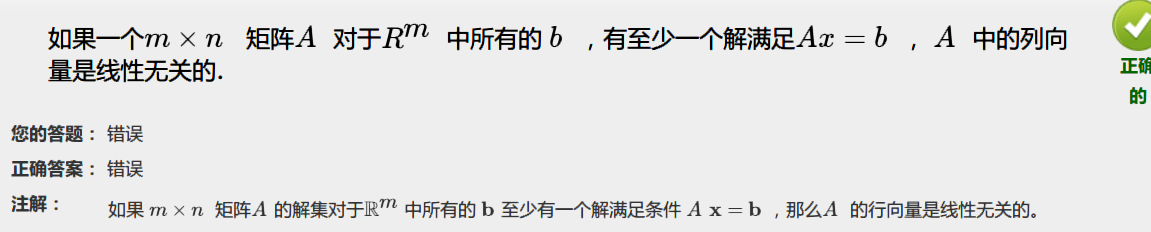 如果一个m × n 矩阵A 对于R^m 中所有的 b ，有至少一个解满足Ax = b ， A 中的列向
量是线性无关的.
正确
的
您的答题： 错误
正确答案： 错误
注解： 如果 m × n 矩阵A 的解集对于ℝ^m 中所有的 b 至少有一个解满足条件 A x = b ，那么A 的行向量是线性无关的。